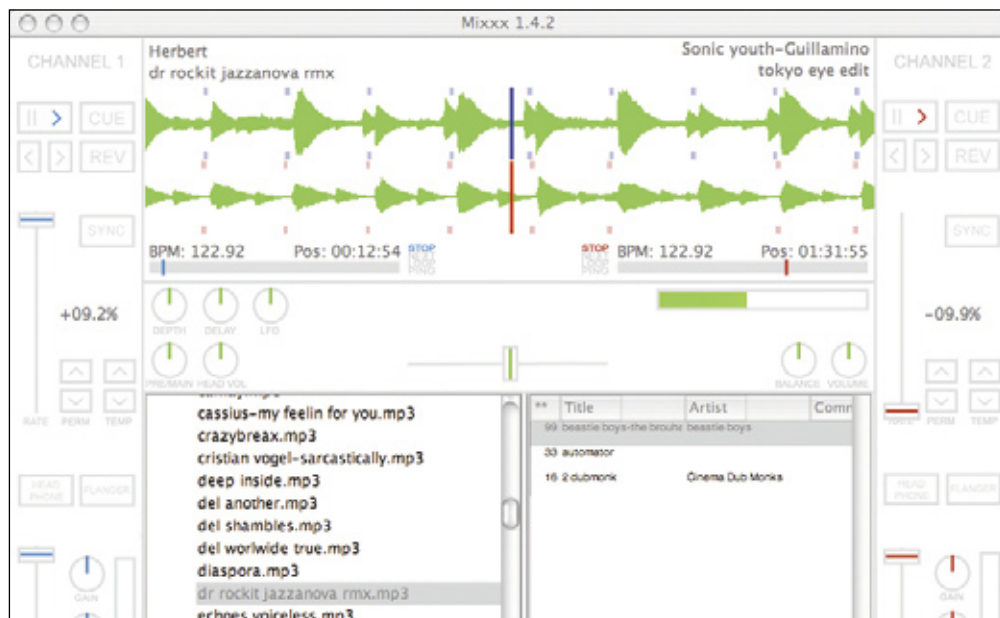 Mixxx 1.4.2
CHANNEL 1
Herbert
dr rockit jazzanova rmx
Sonic youth-Guillamino
tokyo eye edit
CHANNEL 2
CUE
REV
SYNC
CUE
REV
SYNC
BPM: 122.92
Pos: 00:12:54
STOP
STOP
BPM: 122.92
Pos: 01:31:55
+09.2%
-09.9%
DEPTH
DELAY
LFO
PRE/MAIN
HEAD VOL
BALANCE
VOLUME
RATE
PERM
TEMP
PERM
TEMP
HEAD
PHONE
FLANGER
HEAD
PHONE
FLANGER
GAIN
GAIN
cassius-my feelin for you.mp3
crazybreax.mp3
cristian vogel-sarcastically.mp3
deep inside.mp3
del another.mp3
del shambles.mp3
del worlwide true.mp3
diaspora.mp3
dr rockit jazzanova rmx.mp3
echoes voiceless.mp3
** Title Artist
99 beastie boys-the brouha beastie boys
33 automator
16 2 dubmonk Cinema Dub Monks